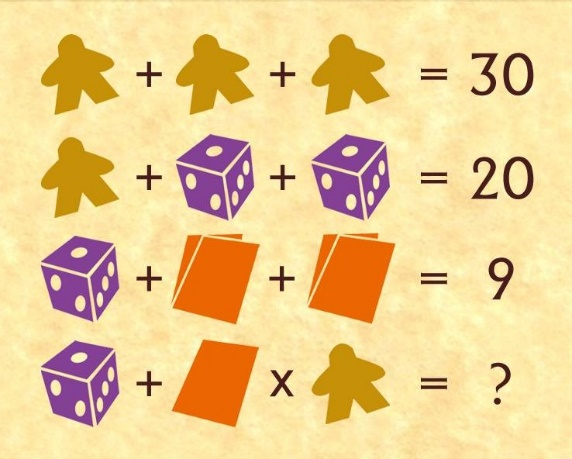 + + = 30
+ + = 20
+ + = 9
+ x = ?